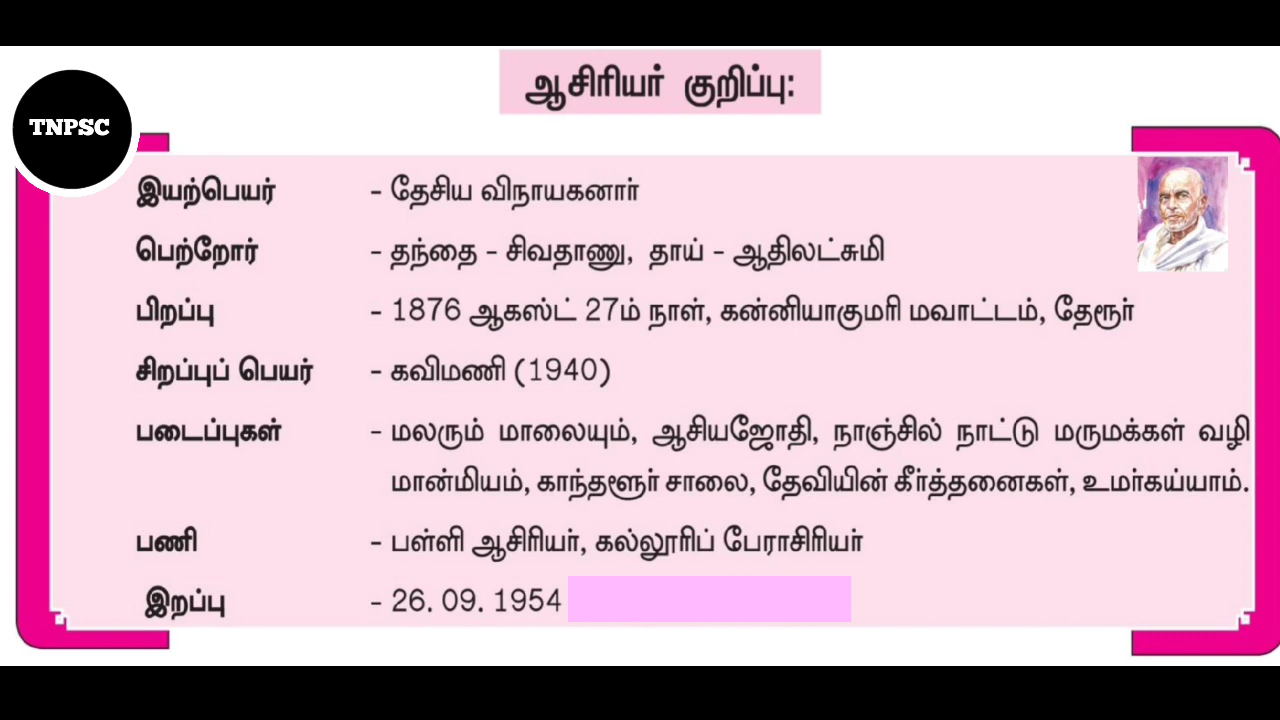 ஆசிரியர் குறிப்பு:
TNPSC
இயற்பெயர் - தேசிய விநாயகனார்
பெற்றோர் - தந்தை - சிவதாணு, தாய் - ஆதிலட்சுமி
பிறப்பு - 1876 ஆகஸ்ட் 27ம் நாள், கன்னியாகுமரி மவாட்டம், தேரூர்
சிறப்புப் பெயர் - கவிமணி (1940)
படைப்புகள் - மலரும் மாலையும், ஆசியஜோதி, நாஞ்சில் நாட்டு மருமக்கள் வழி
மான்மியம், காந்தளூர் சாலை, தேவியின் கீர்த்தனைகள், உமர்கய்யாம்.
பணி - பள்ளி ஆசிரியர், கல்லூரிப் பேராசிரியர்
இறப்பு - 26. 09. 1954